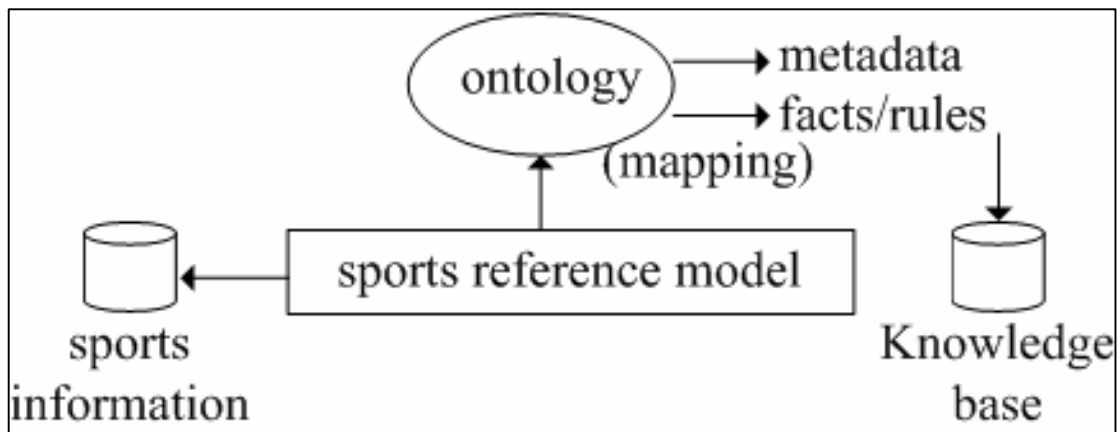 ontology
metadata
facts/rules
(mapping)
sports reference model
sports
information
Knowledge
base